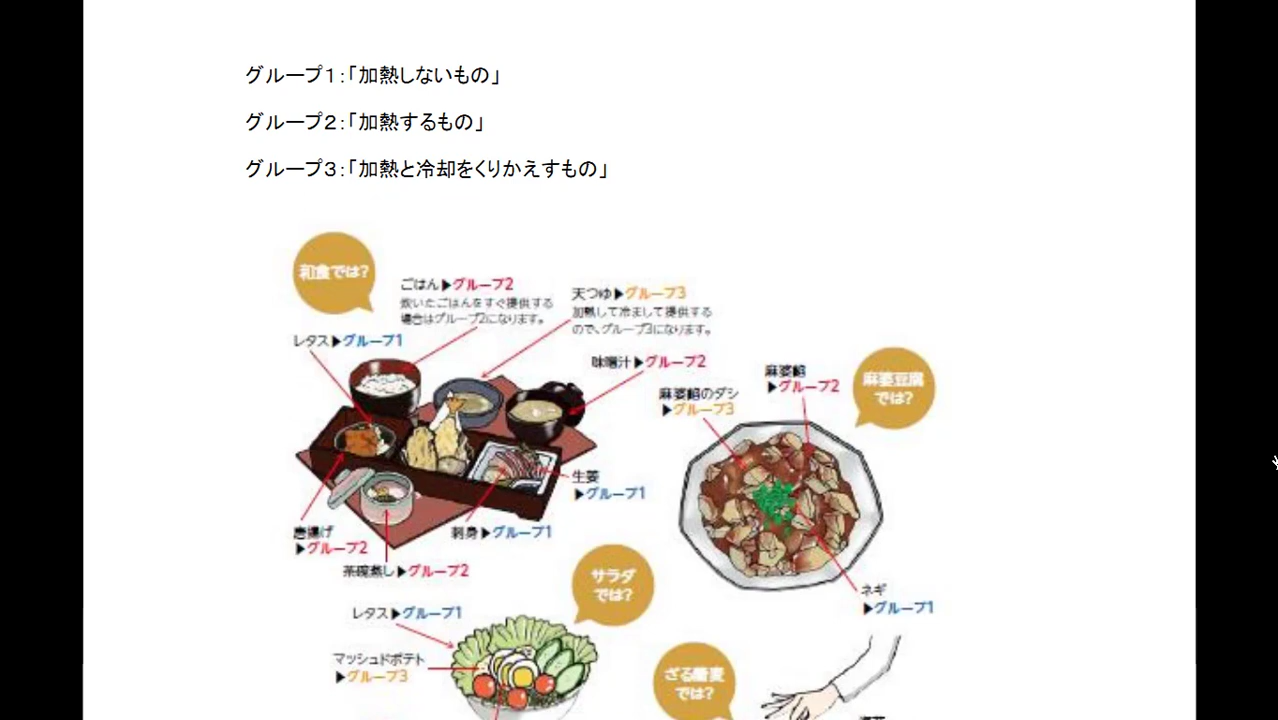 グループ1:「加熱しないもの」
グループ2:「加熱するもの」
グループ3:「加熱と冷却をくりかえすもの」
和食では?
ごはん▶グループ2
炊いたごはんをすぐ提供する
場合はグループ2になります。
天つゆ▶グループ3
加熱して冷まして提供する
ので、グループ3になります。
レタス▶グループ1
味噌汁▶グループ2
麻婆餡
▶グループ2
麻婆豆腐
では?
麻婆餡のダシ
▶グループ3
生姜
▶グループ1
唐揚げ
▶グループ2
刺身▶グループ1
茶碗蒸し▶グループ2
サラダ
では?
ネギ
▶グループ1
レタス▶グループ1
マッシュドポテト
▶グループ3
ざる蕎麦
では?